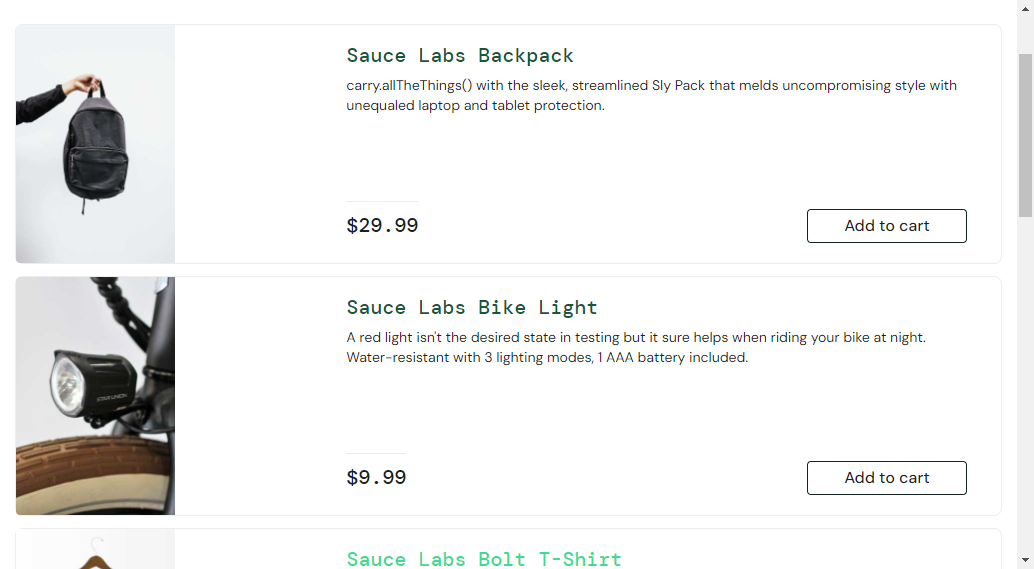 Sauce Labs Backpack
carry.allTheThings() with the sleek, streamlined Sly Pack that melds uncompromising style with
unequaled laptop and tablet protection.
$29.99
Add to cart
Sauce Labs Bike Light
A red light isn't the desired state in testing but it sure helps when riding your bike at night.
Water-resistant with 3 lighting modes, 1 AAA battery included.
STAR UNION
$9.99
Add to cart
Sauce Labs Bolt T-Shirt